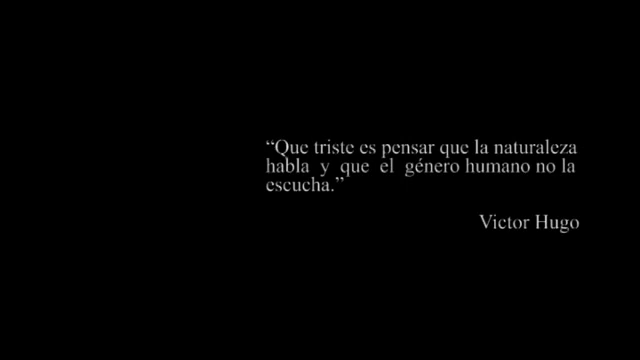 “Que triste es pensar que la naturaleza
habla y que el género humano no la
escucha.”
Victor Hugo